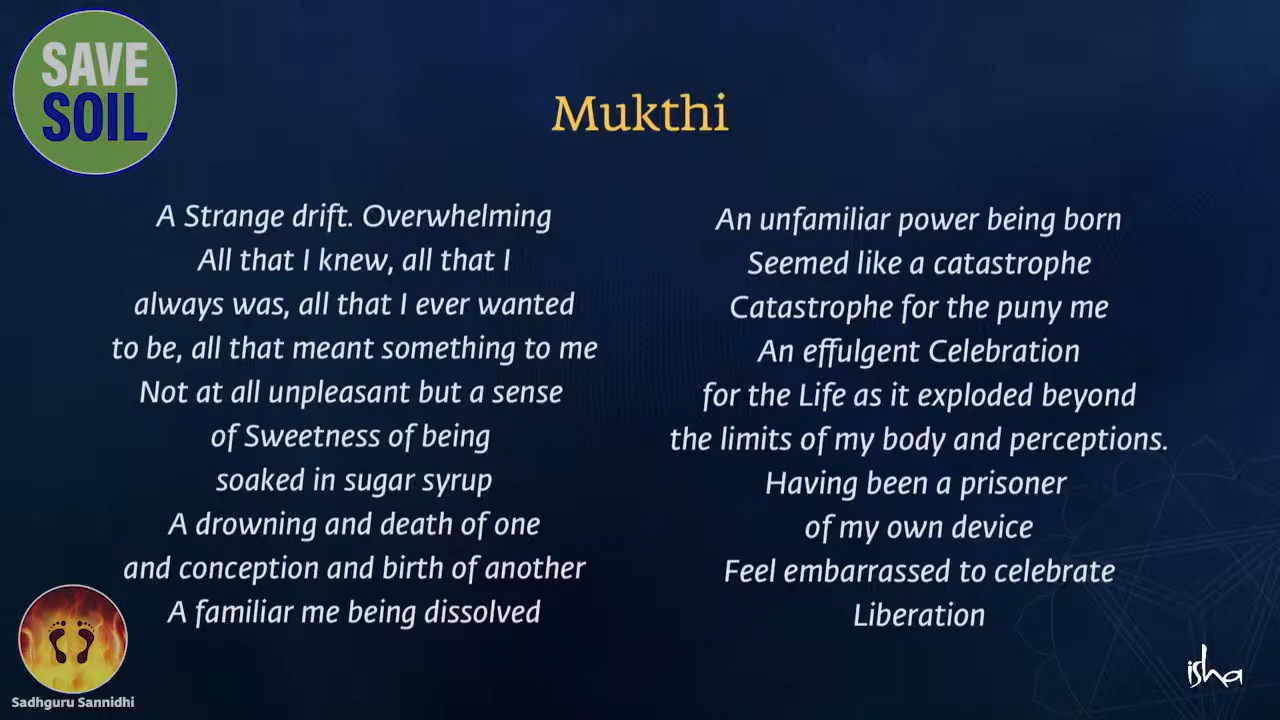 SAVE
SOIL
Mukthi
A Strange drift. Overwhelming
All that I knew, all that I
always was, all that I ever wanted
to be, all that meant something to me
Not at all unpleasant but a sense
of Sweetness of being
soaked in sugar syrup
A drowning and death of one
and conception and birth of another
A familiar me being dissolved
An unfamiliar power being born
Seemed like a catastrophe
Catastrophe for the puny me
An effulgent Celebration
for the Life as it exploded beyond
the limits of my body and perceptions.
Having been a prisoner
of my own device
Feel embarrassed to celebrate
Liberation
Sadhguru Sannidhi
isha